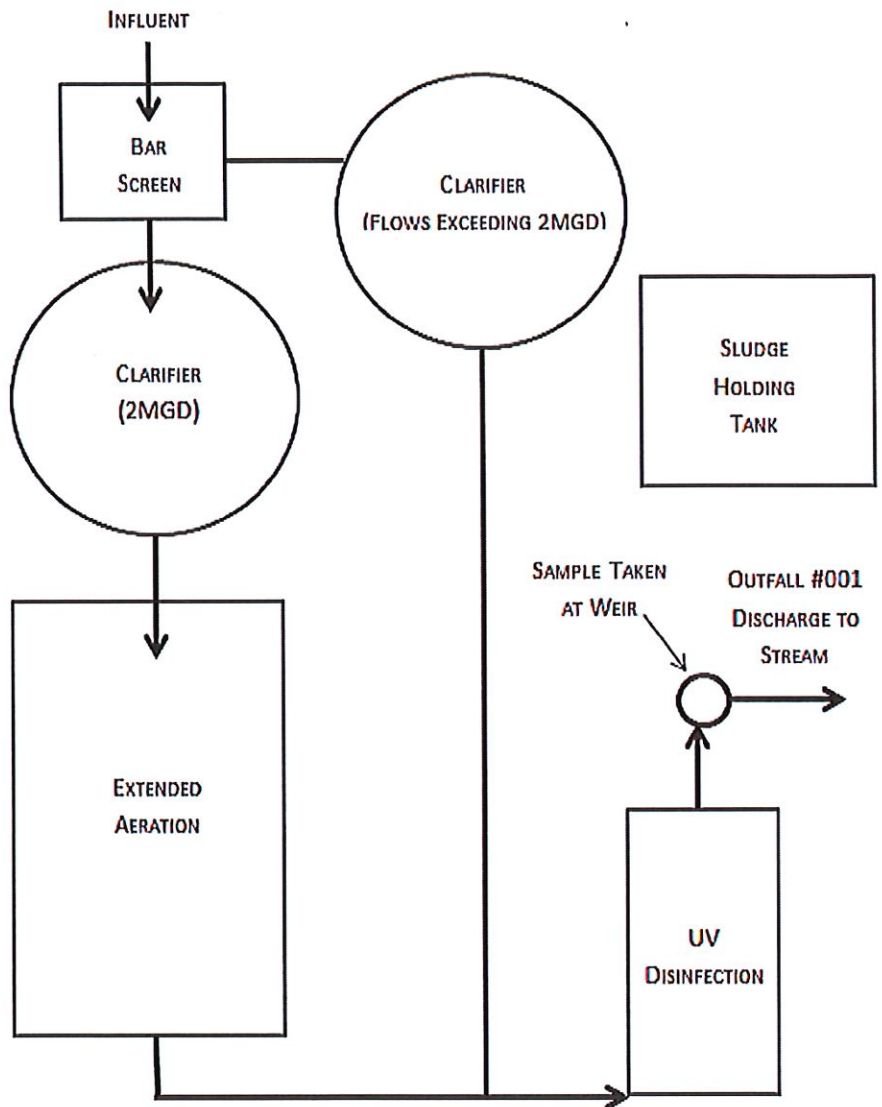 INFLUENT
BAR
SCREEN
CLARIFIER
(FLOWS EXCEEDING 2MGD)
CLARIFIER
(2MGD)
SLUDGE
HOLDING
TANK
SAMPLE TAKEN
AT WEIR
OUTFALL #001
DISCHARGE TO
STREAM
EXTENDED
AERATION
UV
DISINFECTION